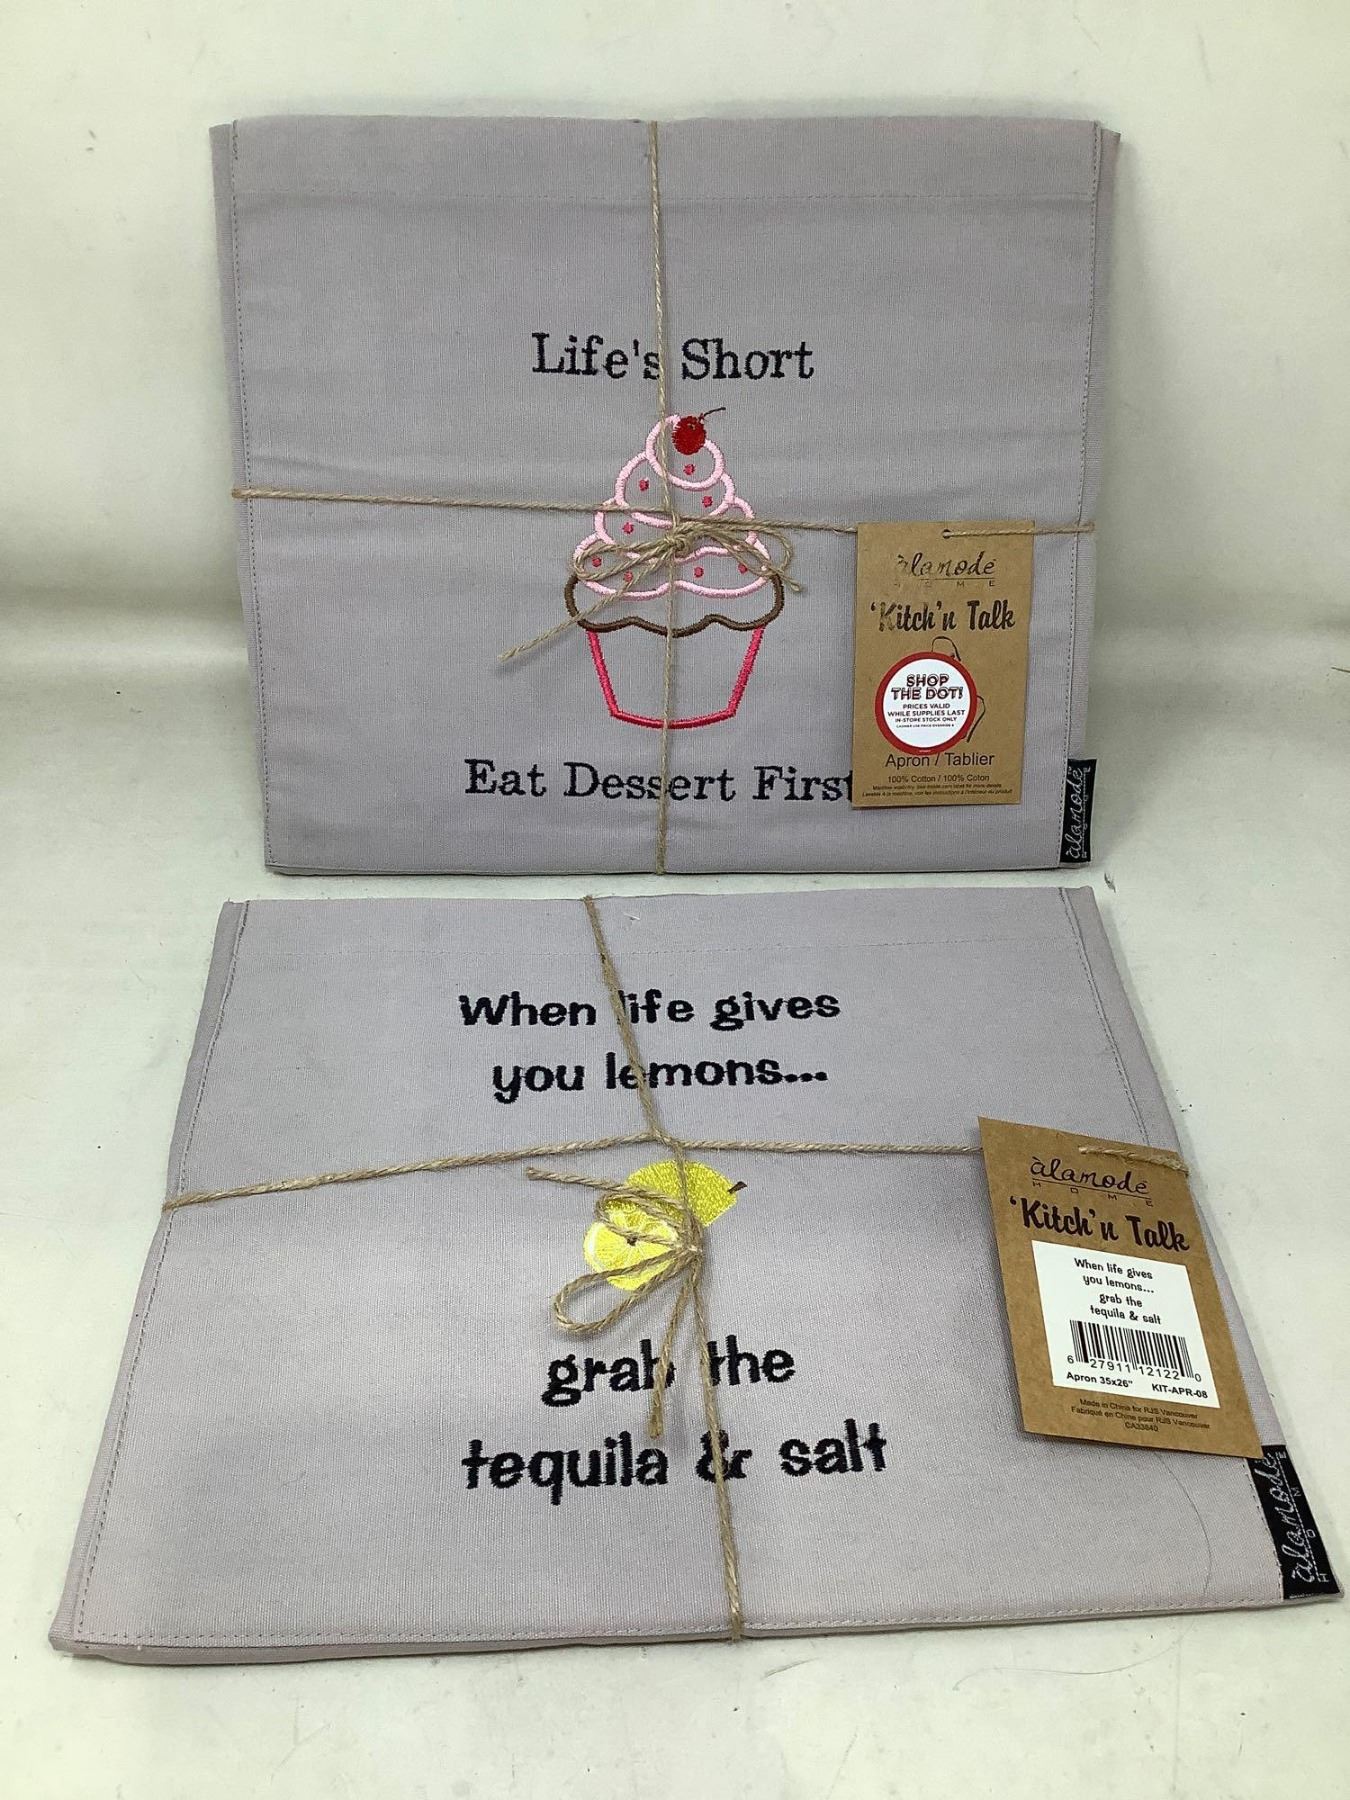 Life's Short
Eat Dessert First
àlamode
HOME
'Kitch'n Talk
SHOP
THE DOT!
PRICES VALID
WHILE SUPPLIES LAST
IN-STORE STOCK ONLY
Apron / Tablier
100% Cotton / 100% Coton
àlamode
When life gives
you lemons...
grab the
tequila & salt
àlamode
HOME
'Kitch'n Talk
When life gives
you lemons...
grab the
tequila & salt
6 27911 12122 0
Apron 35x26" KIT-APR-08
Made in China for RJS Vancouver
Fabriqué en Chine pour RJS Vancouver
CA33840
àlamode
HOME